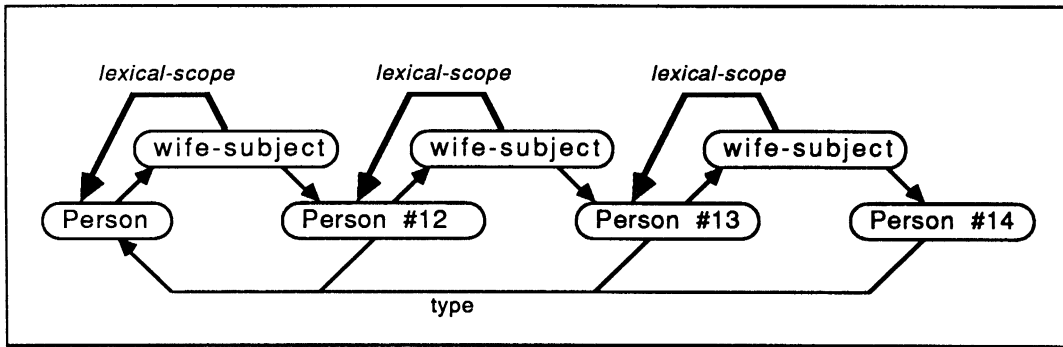 lexical-scope lexical-scope lexical-scope
wife-subject wife-subject wife-subject
Person Person #12 Person #13 Person #14
type